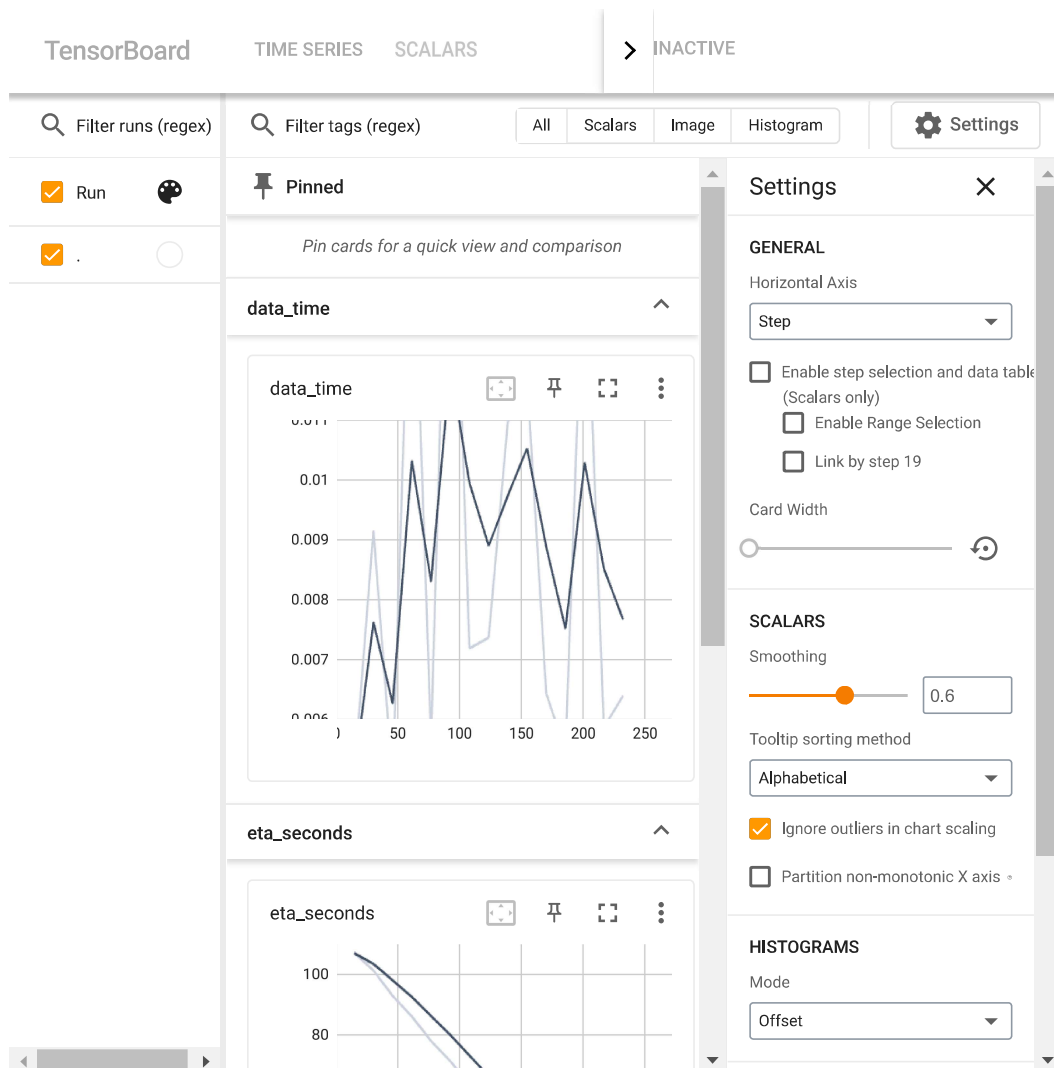 TensorBoard TIME SERIES SCALARS INACTIVE
Filter runs (regex) Filter tags (regex) All Scalars Image Histogram Settings
Run
.
Pinned
Pin cards for a quick view and comparison
data_time
data_time
0.011
0.01
0.009
0.008
0.007
0.006
50 100 150 200 250
eta_seconds
eta_seconds
100
80
Settings
GENERAL
Horizontal Axis
Step
Enable step selection and data table
(Scalars only)
Enable Range Selection
Link by step 19
Card Width
SCALARS
Smoothing
0.6
Tooltip sorting method
Alphabetical
Ignore outliers in chart scaling
Partition non-monotonic X axis
HISTOGRAMS
Mode
Offset